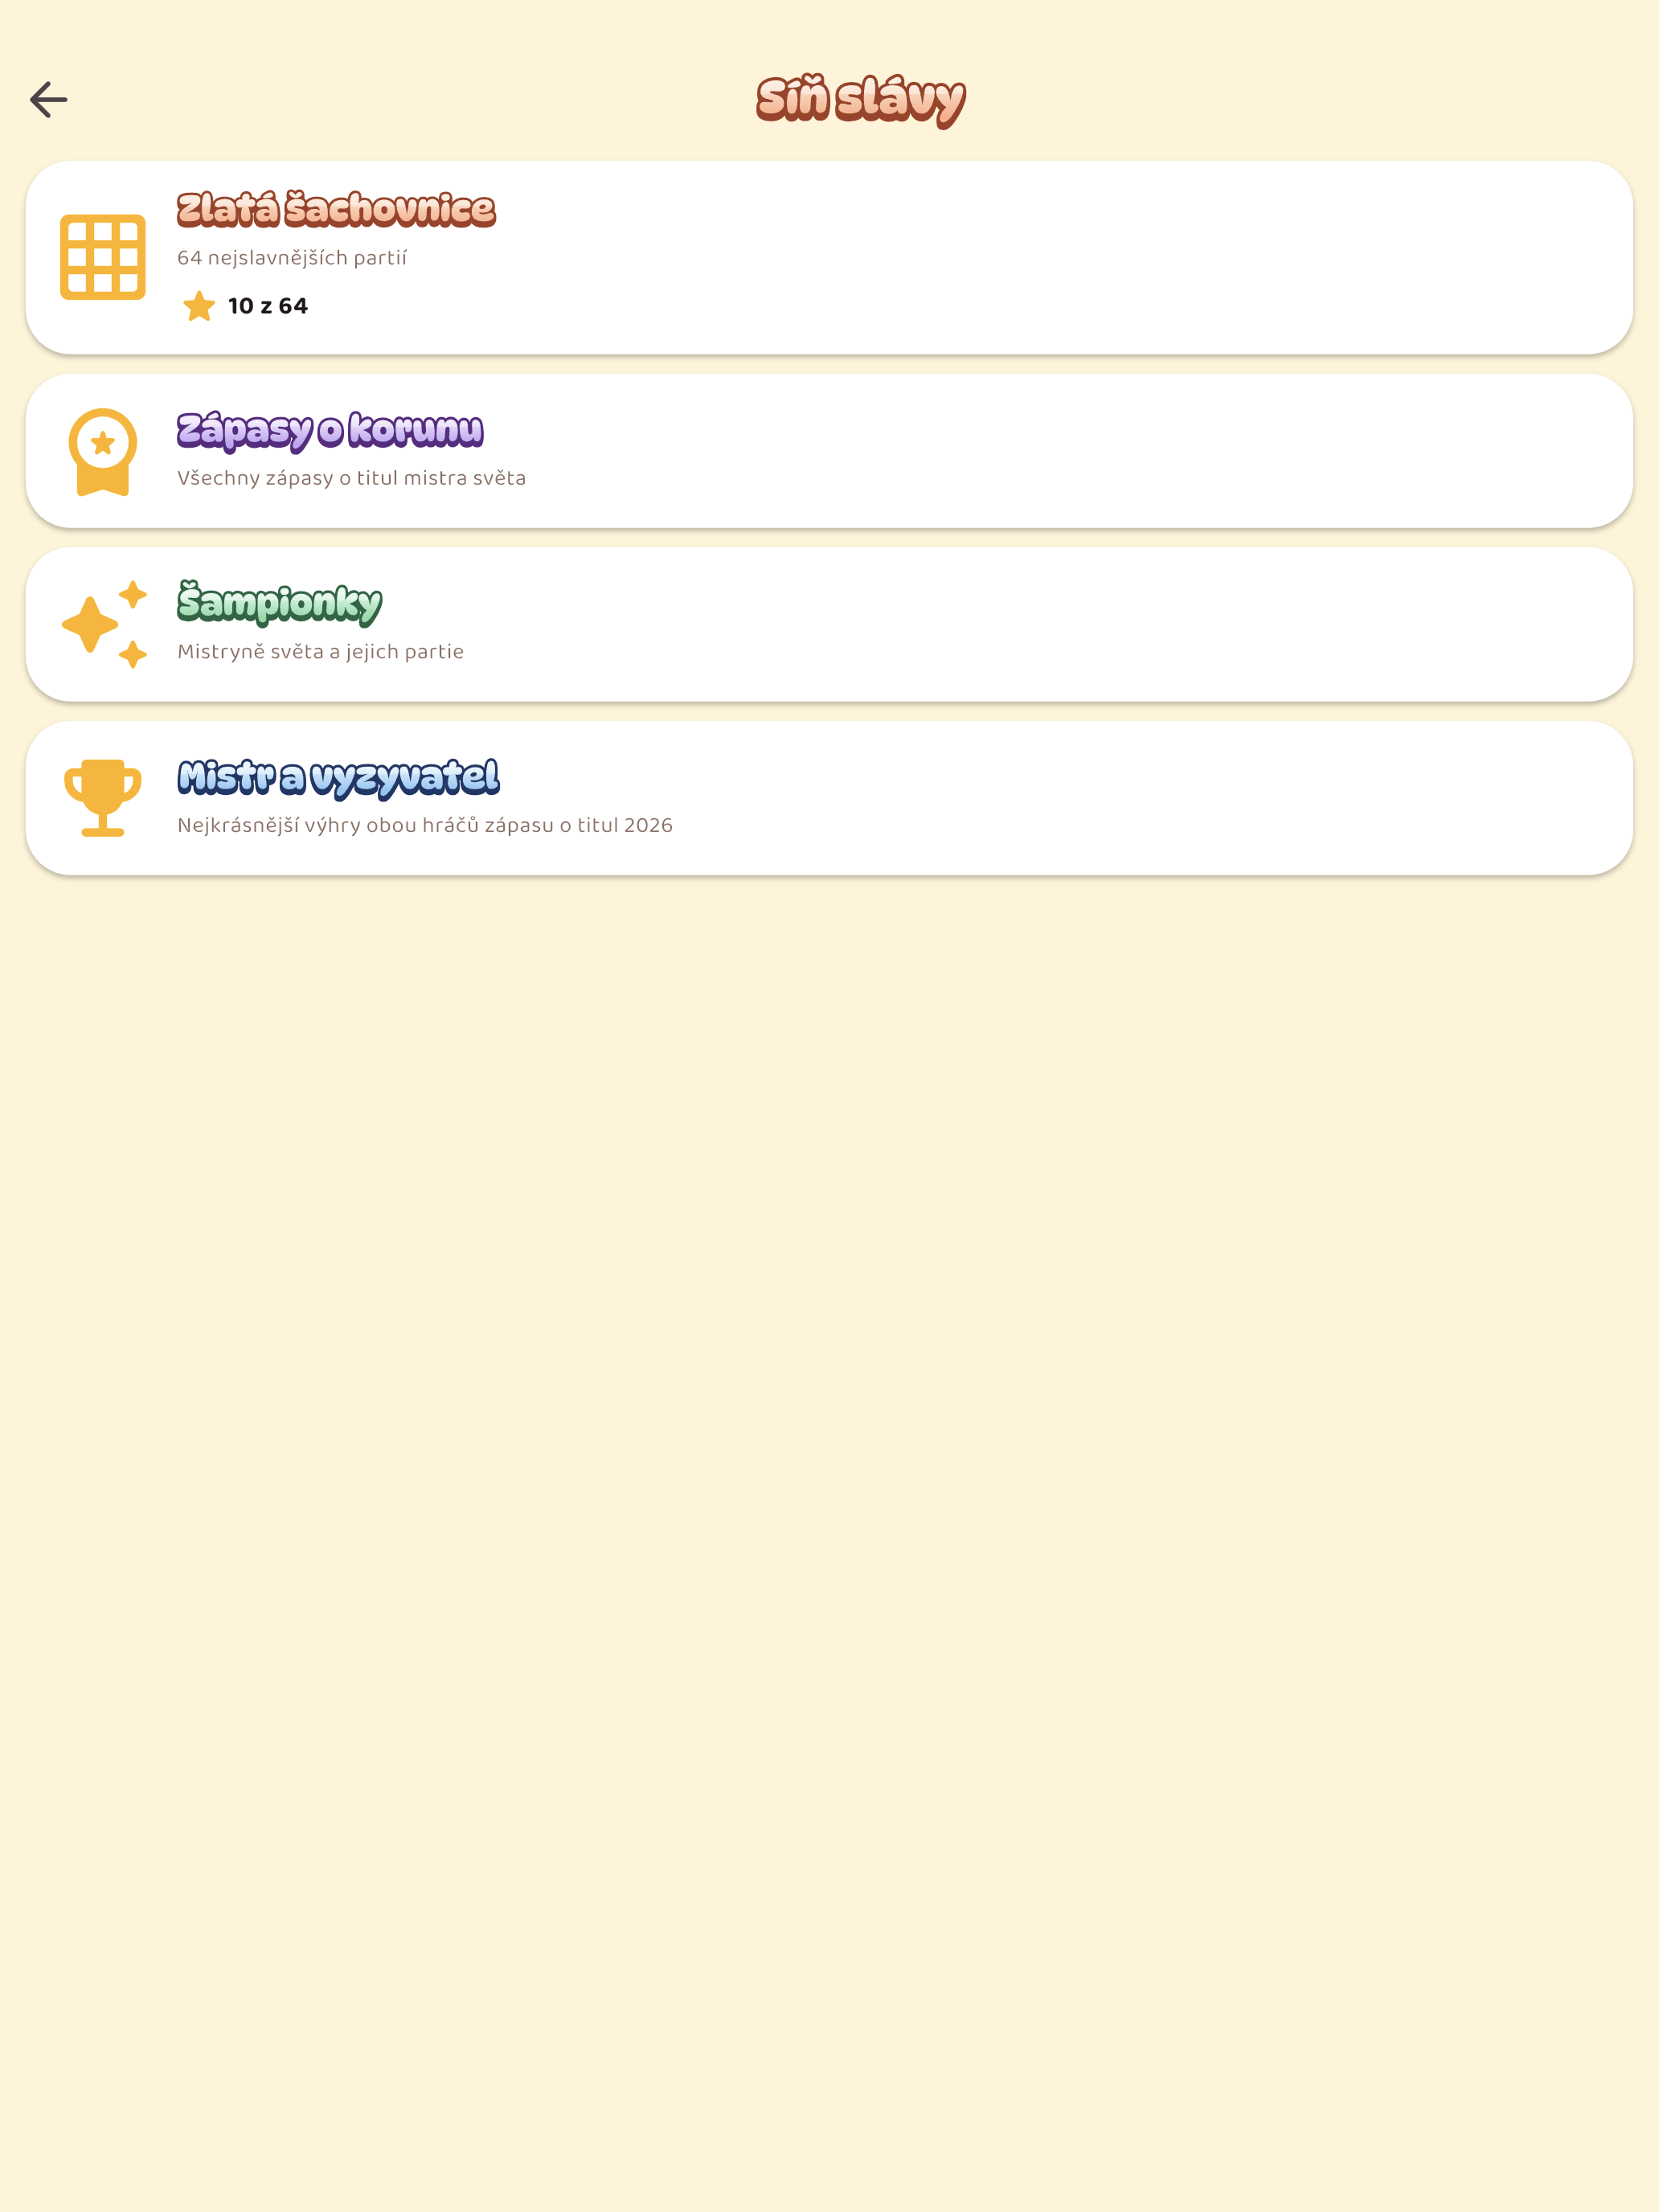 Síň slávy
Zlatá šachovnice
64 nejslavnějších partií
10 z 64
Zápasy o korunu
Všechny zápasy o titul mistra světa
Šampionky
Mistryně světa a jejich partie
Mistr a vyzyvatel
Nejkrásnější výhry obou hráčů zápasu o titul 2026